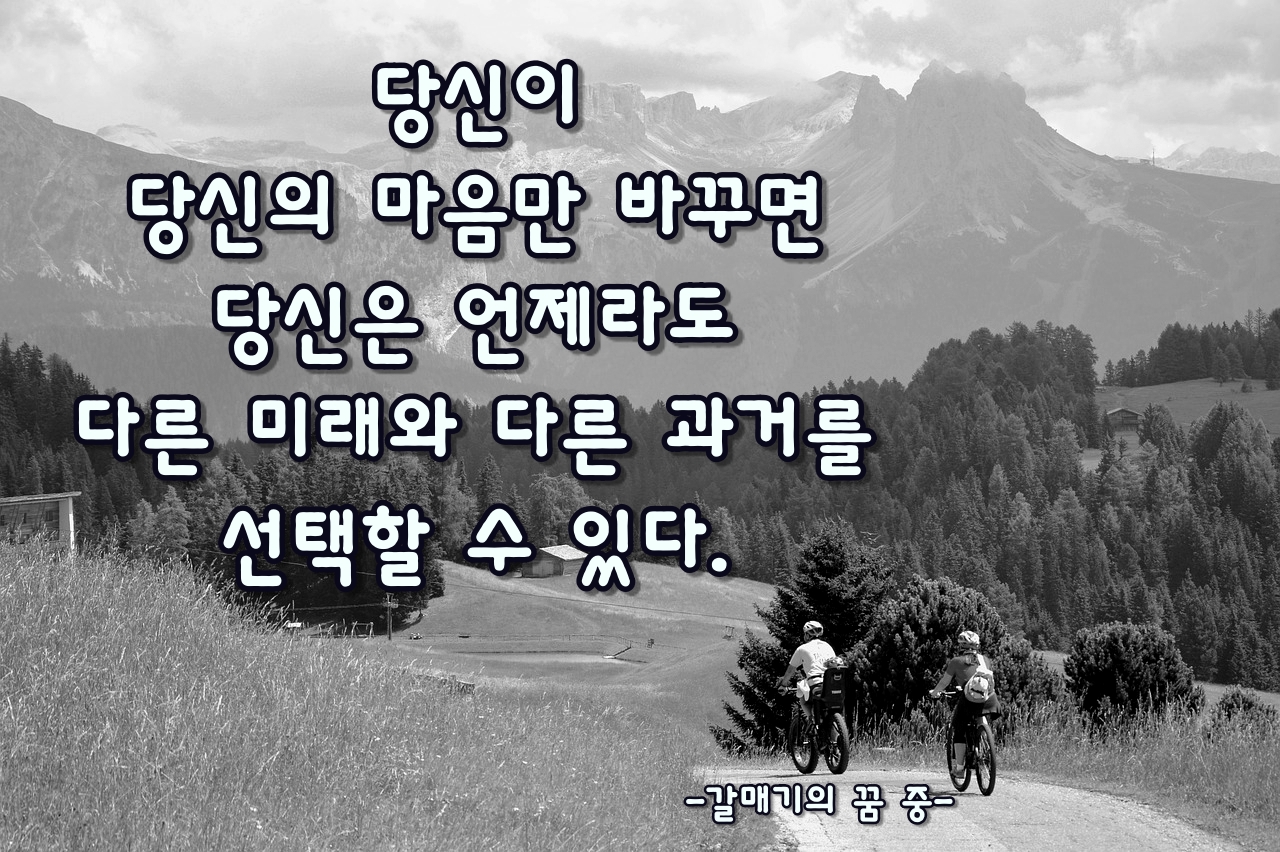 당신이
당신의 마음만 바꾸면
당신은 언제라도
다른 미래와 다른 과거를
선택할 수 있다.
-갈매기의 꿈 중-